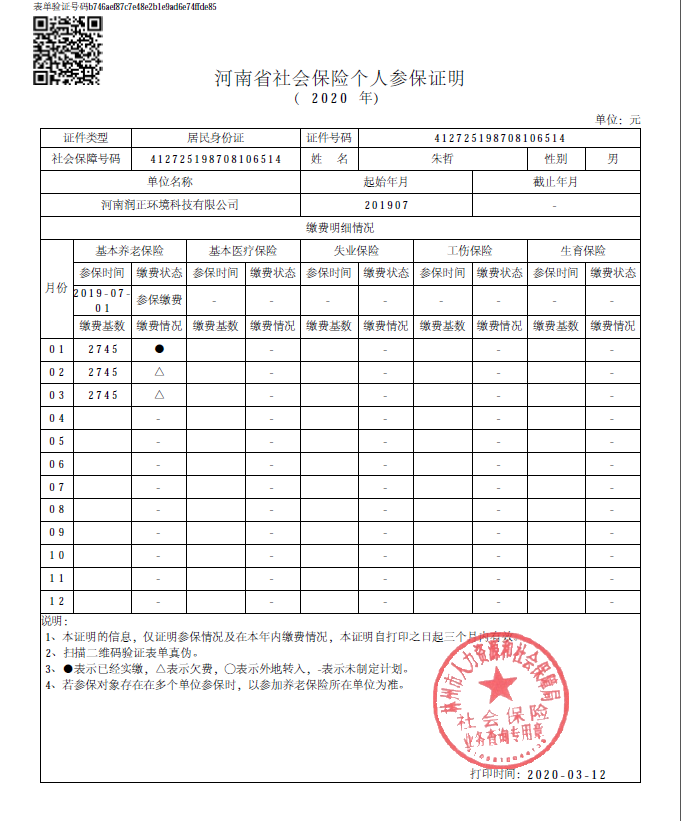 表单验证号码b746aef87c7e48e2b1e9ad6e74ffde85
河南省社会保险个人参保证明
( 2020 年)
单位：元
证件类型 居民身份证 证件号码 412725198708106514
社会保障号码 412725198708106514 姓 名 朱哲 性别 男
单位名称 起始年月 截止年月
河南润正环境科技有限公司 201907 -
缴费明细情况
月份 基本养老保险 基本医疗保险 失业保险 工伤保险 生育保险
参保时间 缴费状态 参保时间 缴费状态 参保时间 缴费状态 参保时间 缴费状态 参保时间 缴费状态
2019-07-01 参保缴费 - - - - - - - -
缴费基数 缴费情况 缴费基数 缴费情况 缴费基数 缴费情况 缴费基数 缴费情况 缴费基数 缴费情况
01 2745 ● - - - -
02 2745 △ - - - -
03 2745 △ - - - -
04 - - - - -
05 - - - - -
06 - - - - -
07 - - - - -
08 - - - - -
09 - - - - -
10 - - - - -
11 - - - - -
12 - - - - -
说明：
1、本证明的信息，仅证明参保情况及在本年内缴费情况，本证明自打印之日起三个月内有效。
2、扫描二维码验证表单真伪。
3、●表示已经实缴，△表示欠费，○表示外地转入，-表示未制定计划。
4、若参保对象存在在多个单位参保时，以参加养老保险所在单位为准。
林州市人力资源和社会保障局
社会保险
业务查询专用章
打印时间：2020-03-12